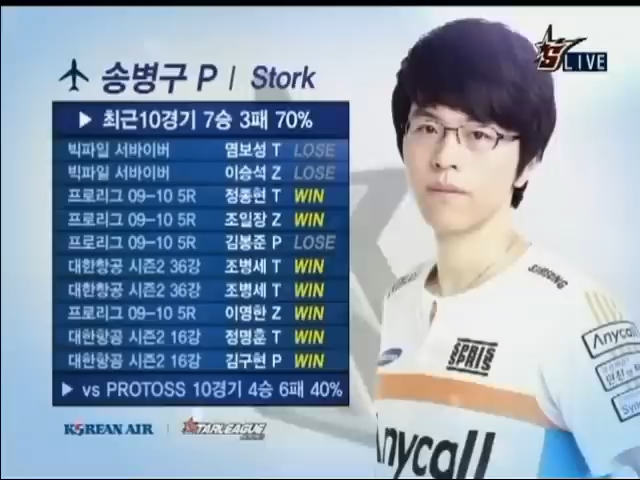 LIVE
송병구 P | Stork
▶ 최근10경기 7승 3패 70%
빅파일 서바이버 염보성 T LOSE
빅파일 서바이버 이승석 Z LOSE
프로리그 09-10 5R 정종현 T WIN
프로리그 09-10 5R 조일장 Z WIN
프로리그 09-10 5R 김봉준 P LOSE
대한항공 시즌2 36강 조병세 T WIN
대한항공 시즌2 36강 조병세 T WIN
프로리그 09-10 5R 이영한 Z WIN
대한항공 시즌2 16강 정명훈 T WIN
대한항공 시즌2 16강 김구현 P WIN
▶ vs PROTOSS 10경기 4승 6패 40%
KOREAN AIR | STARLEAGUE
SAMSUNG
SPRIS
Anycall
Anycall